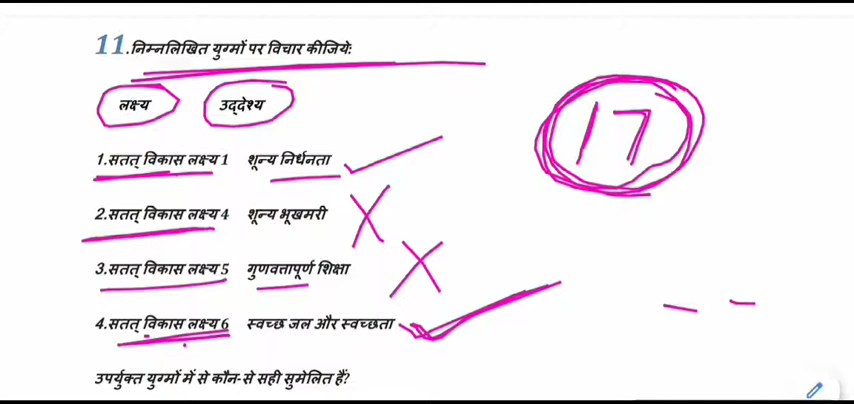 11.निम्नलिखित युग्मों पर विचार कीजिये:
लक्ष्य उद्देश्य
17
1.सतत् विकास लक्ष्य 1 शून्य निर्धनता
2.सतत् विकास लक्ष्य 4 शून्य भूखमरी
3.सतत् विकास लक्ष्य 5 गुणवत्तापूर्ण शिक्षा
4.सतत् विकास लक्ष्य 6 स्वच्छ जल और स्वच्छता
उपर्युक्त युग्मों में से कौन-से सही सुमेलित हैं?